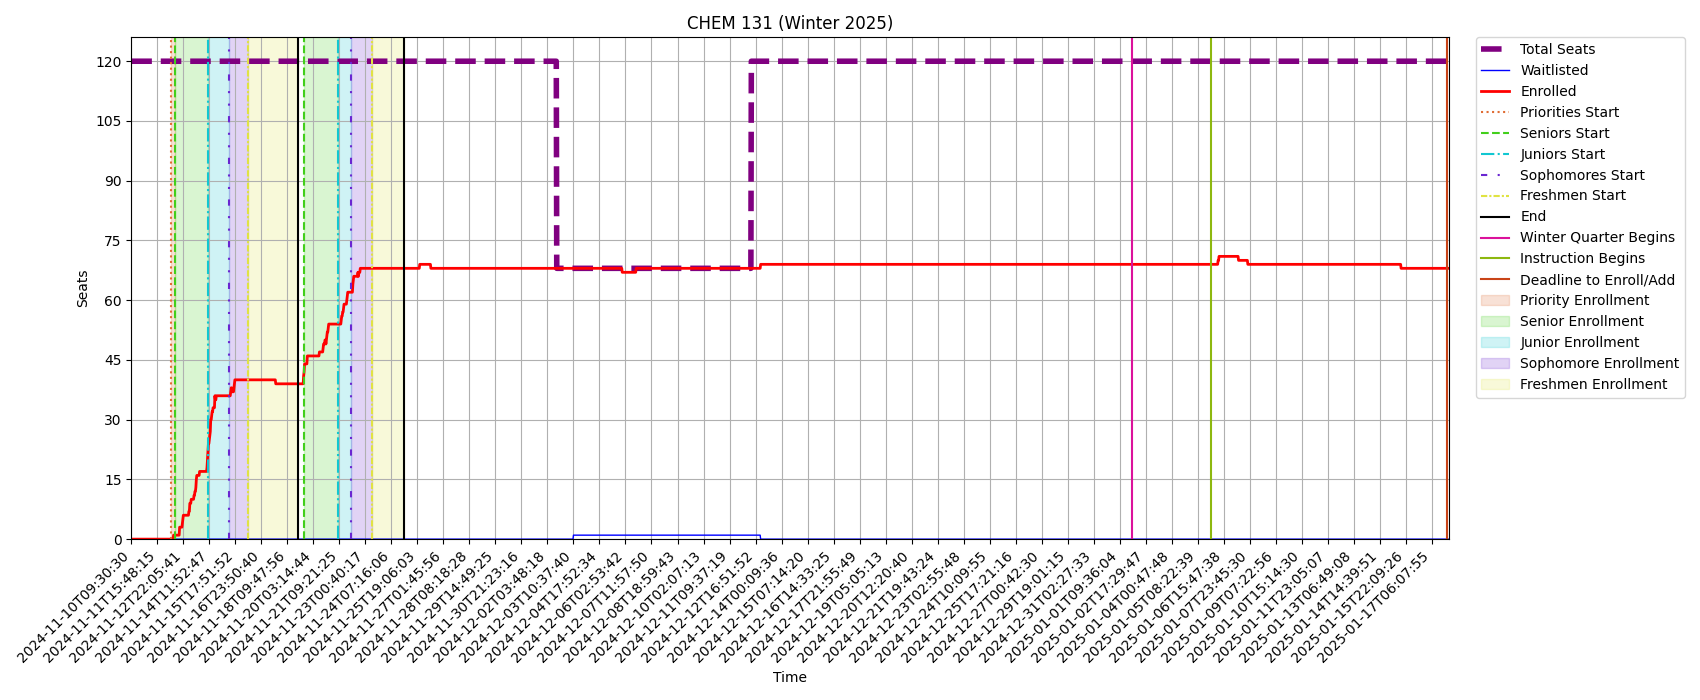 CHEM 131 (Winter 2025)
Seats
120
105
90
75
60
45
30
15
0
2024-11-10T09:30:30
2024-11-11T15:48:15
2024-11-12T22:05:41
2024-11-14T11:52:47
2024-11-15T17:51:52
2024-11-16T23:50:40
2024-11-18T09:47:56
2024-11-20T03:14:44
2024-11-21T09:21:25
2024-11-23T00:40:17
2024-11-24T07:16:06
2024-11-25T19:06:03
2024-11-27T01:45:56
2024-11-28T08:18:28
2024-11-29T14:49:25
2024-11-30T21:23:16
2024-12-02T03:48:18
2024-12-03T10:37:40
2024-12-04T17:52:34
2024-12-06T02:53:42
2024-12-07T11:57:50
2024-12-08T18:59:43
2024-12-10T02:07:13
2024-12-11T09:37:19
2024-12-12T16:51:52
2024-12-14T00:09:36
2024-12-15T07:14:20
2024-12-16T14:33:25
2024-12-17T21:55:49
2024-12-19T05:05:13
2024-12-20T12:20:40
2024-12-21T19:43:24
2024-12-23T02:55:48
2024-12-24T10:09:55
2024-12-25T17:21:16
2024-12-27T00:42:30
2024-12-29T19:01:15
2024-12-31T02:27:33
2025-01-01T09:36:04
2025-01-02T17:29:47
2025-01-04T00:47:48
2025-01-05T08:22:39
2025-01-06T15:47:38
2025-01-07T23:45:30
2025-01-09T07:22:56
2025-01-10T15:14:30
2025-01-11T23:05:07
2025-01-13T06:49:08
2025-01-14T14:39:51
2025-01-15T22:09:26
2025-01-17T06:07:55
Time
Total Seats
Waitlisted
Enrolled
Priorities Start
Seniors Start
Juniors Start
Sophomores Start
Freshmen Start
End
Winter Quarter Begins
Instruction Begins
Deadline to Enroll/Add
Priority Enrollment
Senior Enrollment
Junior Enrollment
Sophomore Enrollment
Freshmen Enrollment